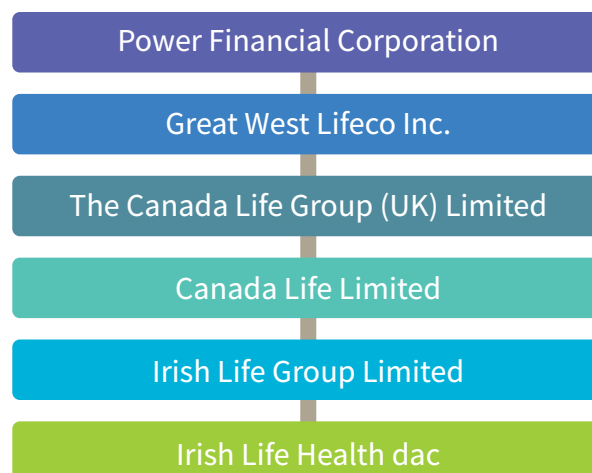 Power Financial Corporation
Great West Lifeco Inc.
The Canada Life Group (UK) Limited
Canada Life Limited
Irish Life Group Limited
Irish Life Health dac